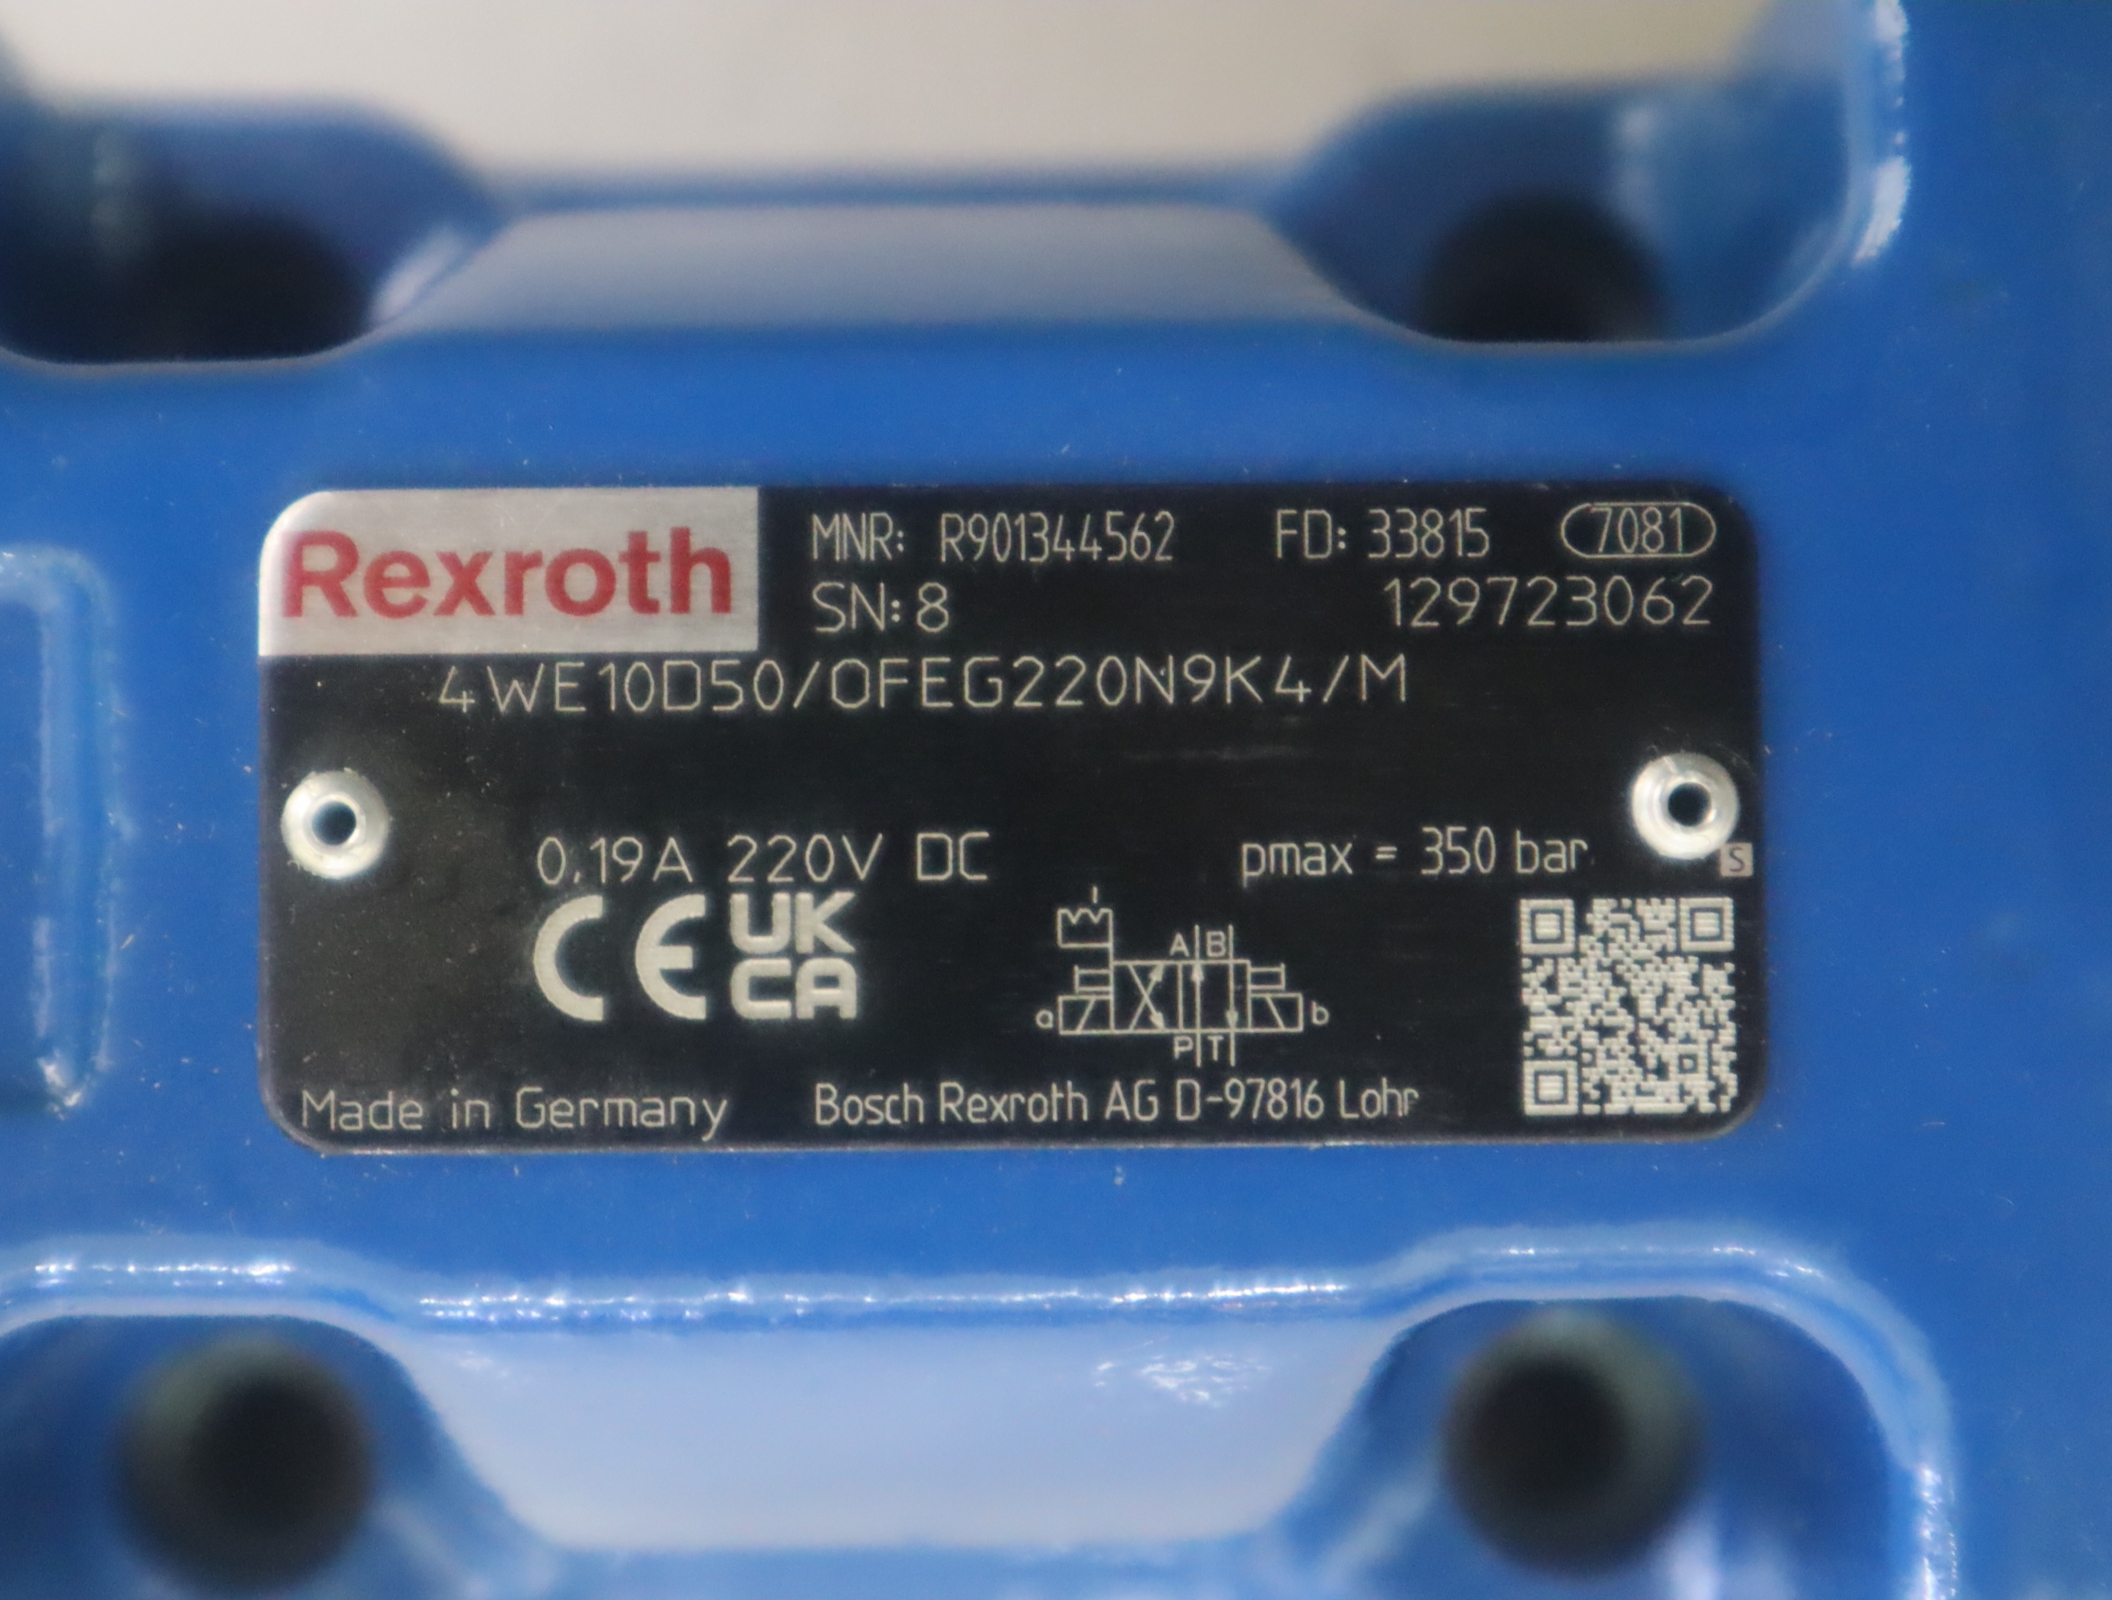 Rexroth
MNR: R901344562 FD: 33815 7081
SN: 8 129723062
4WE10D50/OFEG220N9K4/M
0,19A 220V DC pmax = 350 bar
S
CE UK CA
A B
a b
P T
Made in Germany Bosch Rexroth AG D-97816 Lohr